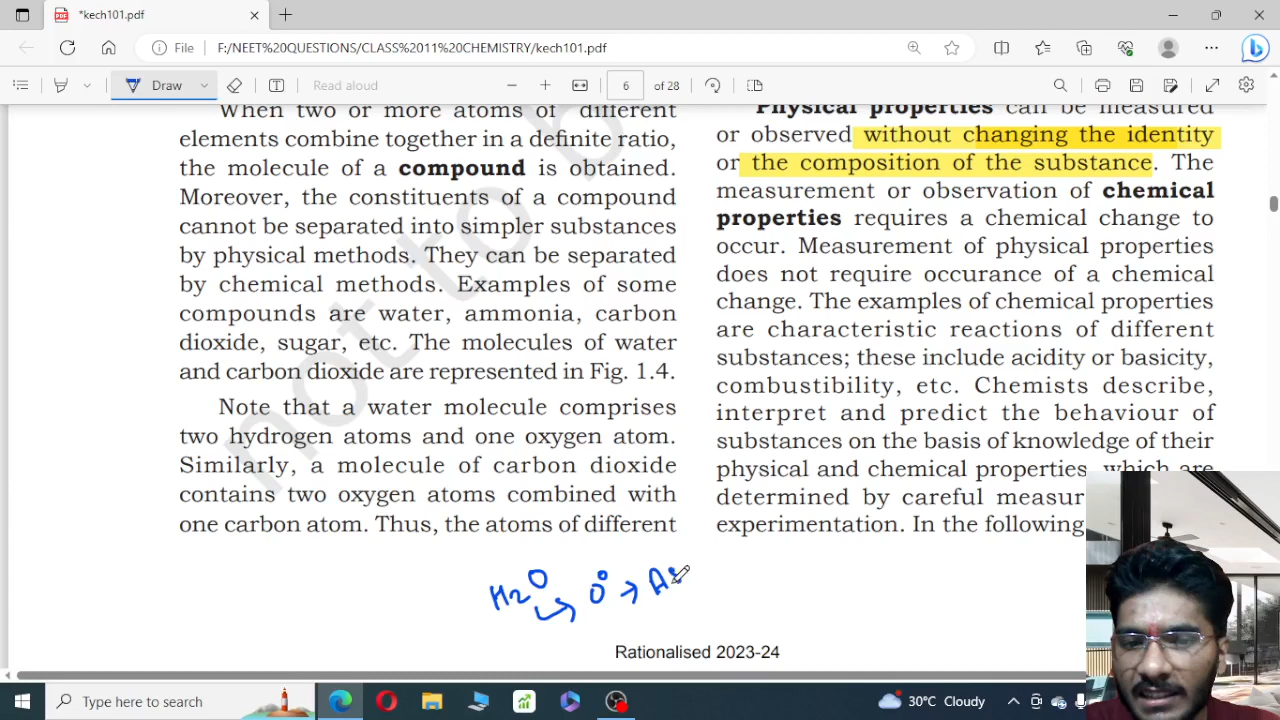 *kech101.pdf
File F:/NEET%20QUESTIONS/CLASS%2011%20CHEMISTRY/kech101.pdf
Draw
Read aloud
6 of 28
When two or more atoms of different
elements combine together in a definite ratio,
the molecule of a compound is obtained.
Moreover, the constituents of a compound
cannot be separated into simpler substances
by physical methods. They can be separated
by chemical methods. Examples of some
compounds are water, ammonia, carbon
dioxide, sugar, etc. The molecules of water
and carbon dioxide are represented in Fig. 1.4.
Note that a water molecule comprises
two hydrogen atoms and one oxygen atom.
Similarly, a molecule of carbon dioxide
contains two oxygen atoms combined with
one carbon atom. Thus, the atoms of different
Physical properties can be measured
or observed without changing the identity
or the composition of the substance. The
measurement or observation of chemical
properties requires a chemical change to
occur. Measurement of physical properties
does not require occurance of a chemical
change. The examples of chemical properties
are characteristic reactions of different
substances; these include acidity or basicity,
combustibility, etc. Chemists describe,
interpret and predict the behaviour of
substances on the basis of knowledge of their
physical and chemical properties, which are
determined by careful measur
experimentation. In the following
not to b
H2O → 0° →
Rationalised 2023-24
Type here to search
30°C Cloudy